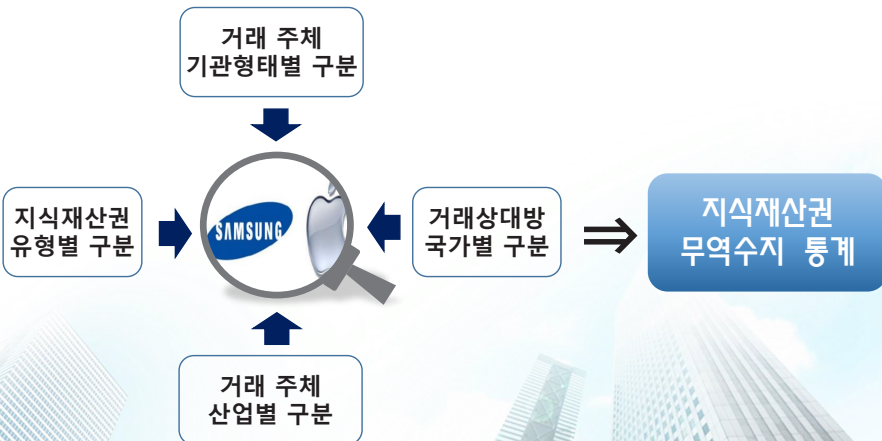 거래 주체
기관형태별 구분
지식재산권
유형별 구분
SAMSUNG
거래상대방
국가별 구분
⇒
지식재산권
무역수지 통계
거래 주체
산업별 구분